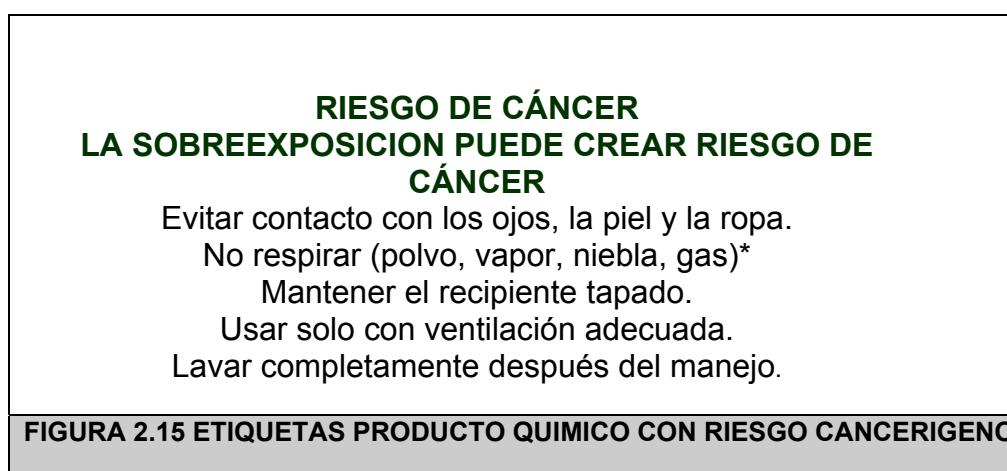 RIESGO DE CÁNCER
LA SOBREEXPOSICION PUEDE CREAR RIESGO DE
CÁNCER
Evitar contacto con los ojos, la piel y la ropa.
No respirar (polvo, vapor, niebla, gas)*
Mantener el recipiente tapado.
Usar solo con ventilación adecuada.
Lavar completamente después del manejo.
FIGURA 2.15 ETIQUETAS PRODUCTO QUIMICO CON RIESGO CANCERIGENO